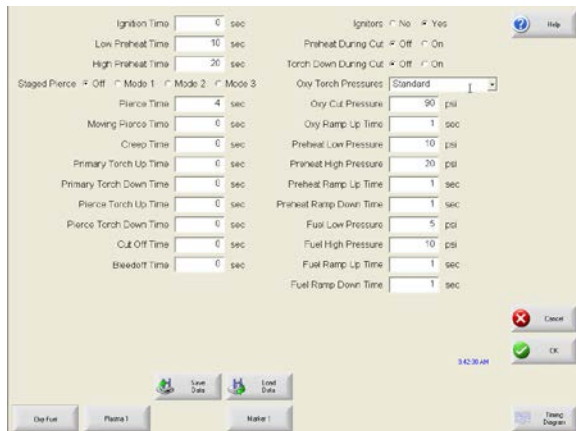 Ignition Time 0 sec
Low Preheat Time 10 sec
High Preheat Time 20 sec
Staged Pierce Off Mode 1 Mode 2 Mode 3
Pierce Time 4 sec
Moving Pierce Time 0 sec
Creep Time 0 sec
Primary Torch Up Time 0 sec
Primary Torch Down Time 0 sec
Pierce Torch Up Time 0 sec
Pierce Torch Down Time 0 sec
Cut Off Time 0 sec
Bleedoff Time 0 sec
Ignitors No Yes
Preheat During Cut Off On
Torch Down During Cut Off On
Oxy Torch Pressures Standard
Oxy Cut Pressure 90 psi
Oxy Ramp Up Time 1 sec
Preheat Low Pressure 10 psi
Preheat High Pressure 20 psi
Preheat Ramp Up Time 1 sec
Preheat Ramp Down Time 1 sec
Fuel Low Pressure 5 psi
Fuel High Pressure 10 psi
Fuel Ramp Up Time 1 sec
Fuel Ramp Down Time 1 sec
Help
Cancel
3:42:30 AM
OK
Save Data
Load Data
Oxy Fuel
Plasma 1
Marker 1
Timing Diagram